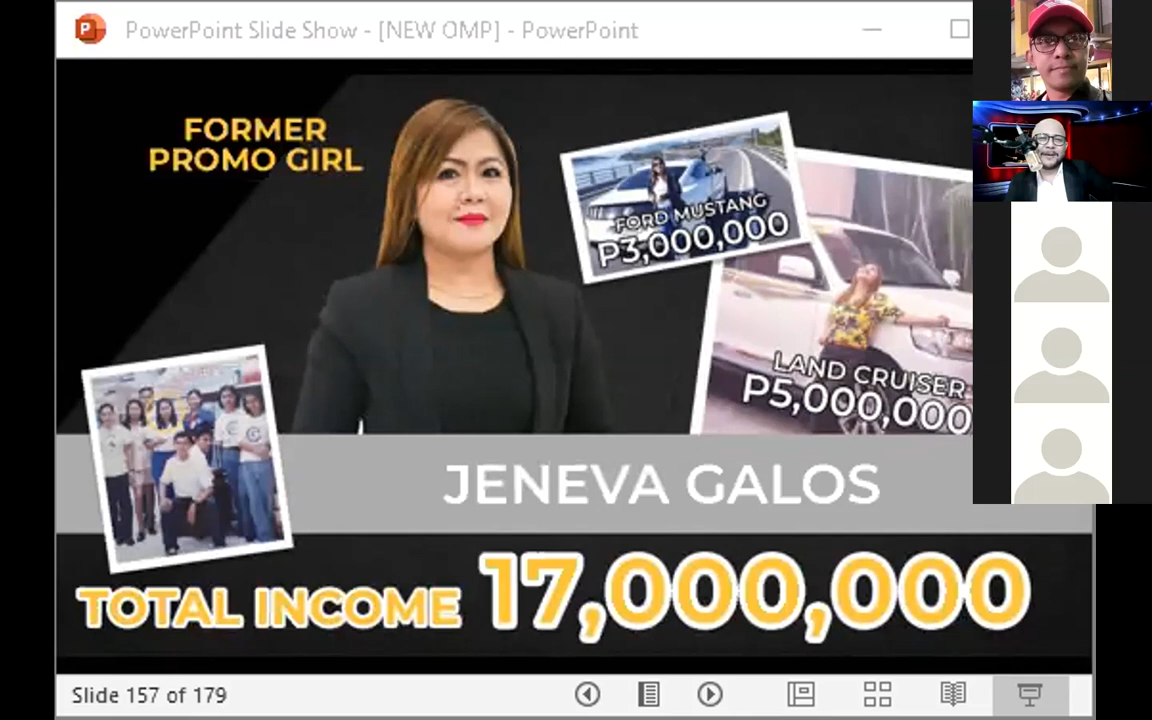 PowerPoint Slide Show - [NEW OMP] - PowerPoint
FORMER
PROMO GIRL
FORD MUSTANG
P3,000,000
LAND CRUISER
P5,000,000
JENEVA GALOS
TOTAL INCOME 17,000,000
Slide 157 of 179